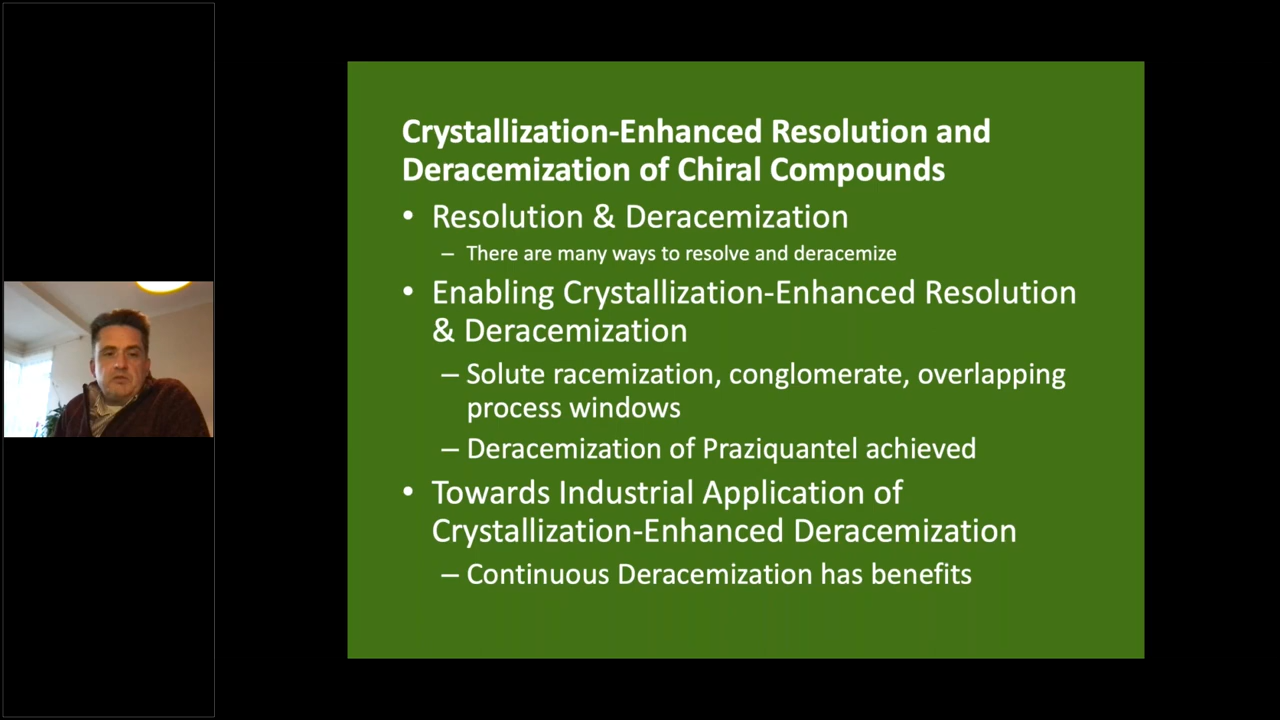 Crystallization-Enhanced Resolution and
Deracemization of Chiral Compounds
• Resolution & Deracemization
– There are many ways to resolve and deracemize
• Enabling Crystallization-Enhanced Resolution
& Deracemization
– Solute racemization, conglomerate, overlapping
process windows
– Deracemization of Praziquantel achieved
• Towards Industrial Application of
Crystallization-Enhanced Deracemization
– Continuous Deracemization has benefits